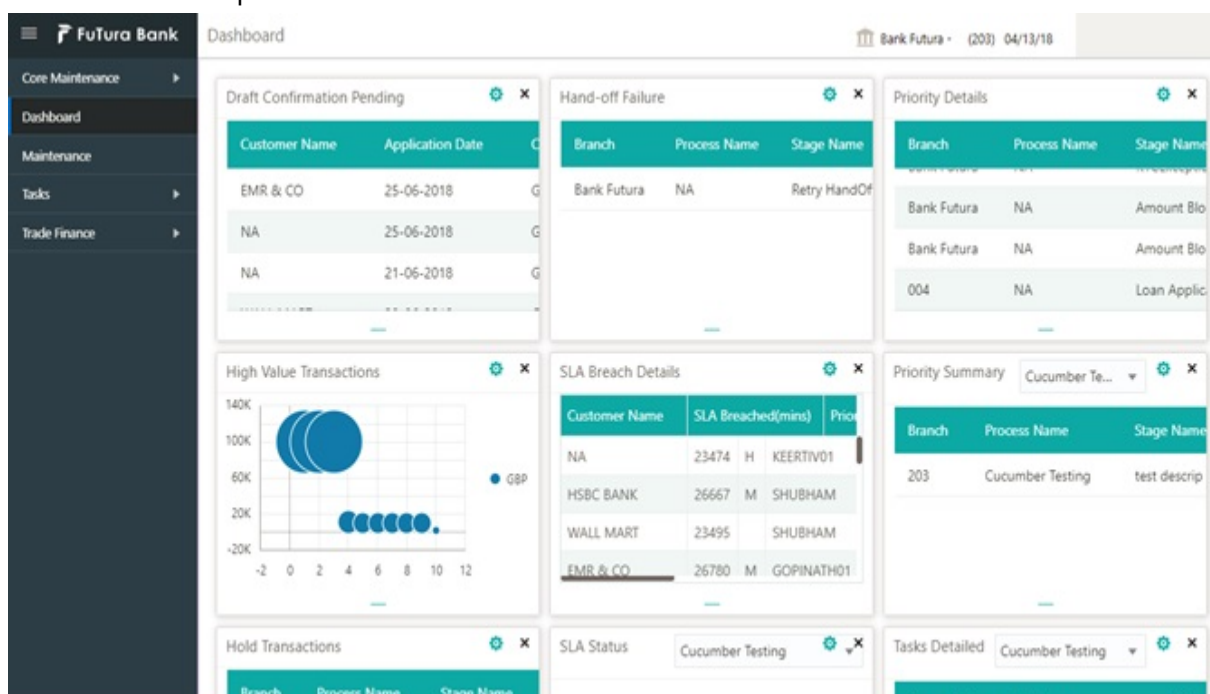 FuTura Bank
Dashboard
Bank Futura - (203) 04/13/18
Core Maintenance
Dashboard
Maintenance
Tasks
Trade Finance
Draft Confirmation Pending
Customer Name Application Date
EMR & CO 25-06-2018 G
NA 25-06-2018 G
NA 21-06-2018 G
Hand-off Failure
Branch Process Name Stage Name
Bank Futura NA Retry HandOf
Priority Details
Branch Process Name Stage Name
Bank Futura NA Amount Blo
Bank Futura NA Amount Blo
004 NA Loan Applic
High Value Transactions
140K
100K
60K
20K
-20K
-2 0 2 4 6 8 10 12
GBP
SLA Breach Details
Customer Name SLA Breached(mins) Prior
NA 23474 H KEERTIV01
HSBC BANK 26667 M SHUBHAM
WALL MART 23495 SHUBHAM
EMR & CO 26780 M GOPINATH01
Priority Summary Cucumber Te...
Branch Process Name Stage Name
203 Cucumber Testing test descrip
Hold Transactions
Branch Process Name Stage Name
SLA Status Cucumber Testing
Tasks Detailed Cucumber Testing